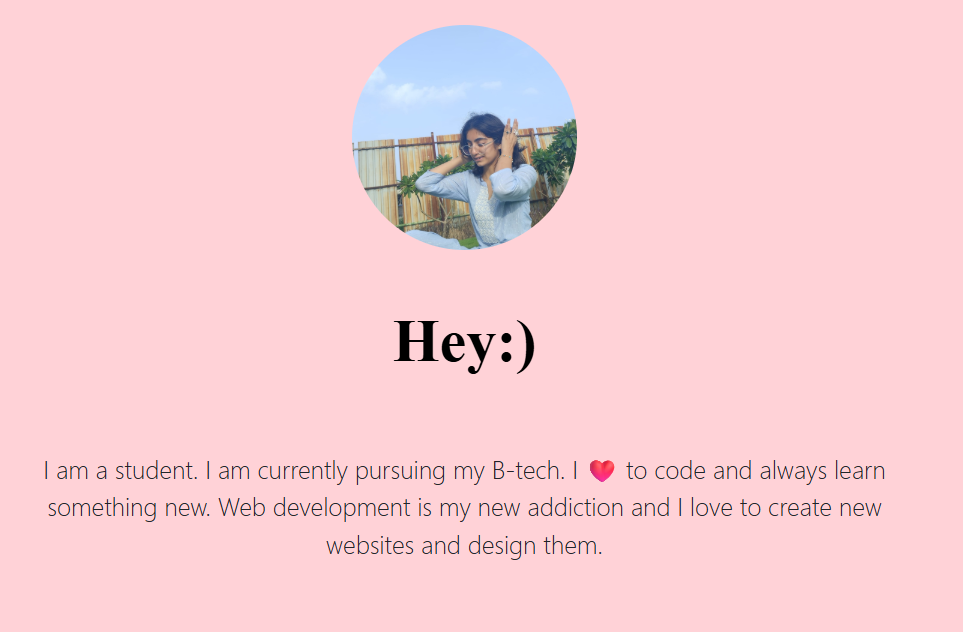 Hey:)
I am a student. I am currently pursuing my B-tech. I ❤️ to code and always learn
something new. Web development is my new addiction and I love to create new
websites and design them.